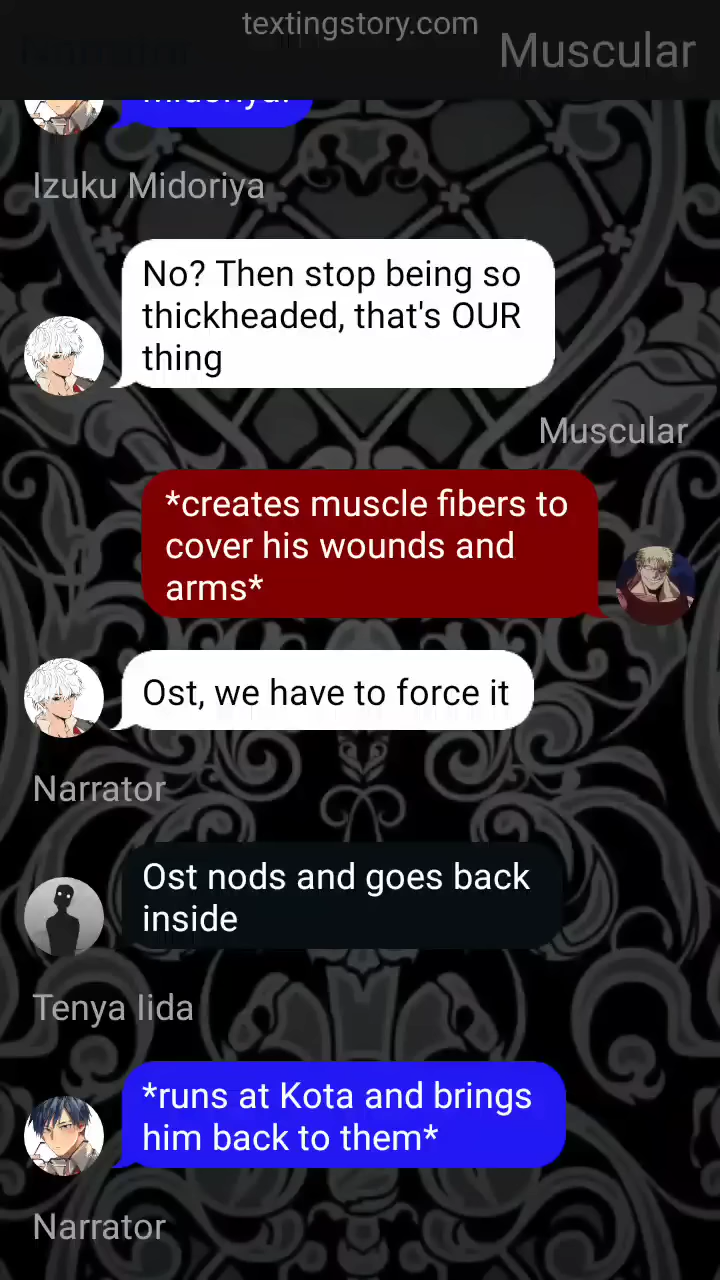 textingstory.com
Muscular
Izuku Midoriya
No? Then stop being so
thickheaded, that's OUR
thing
Muscular
*creates muscle fibers to
cover his wounds and
arms*
Ost, we have to force it
Narrator
Ost nods and goes back
inside
Tenya Iida
*runs at Kota and brings
him back to them*
Narrator